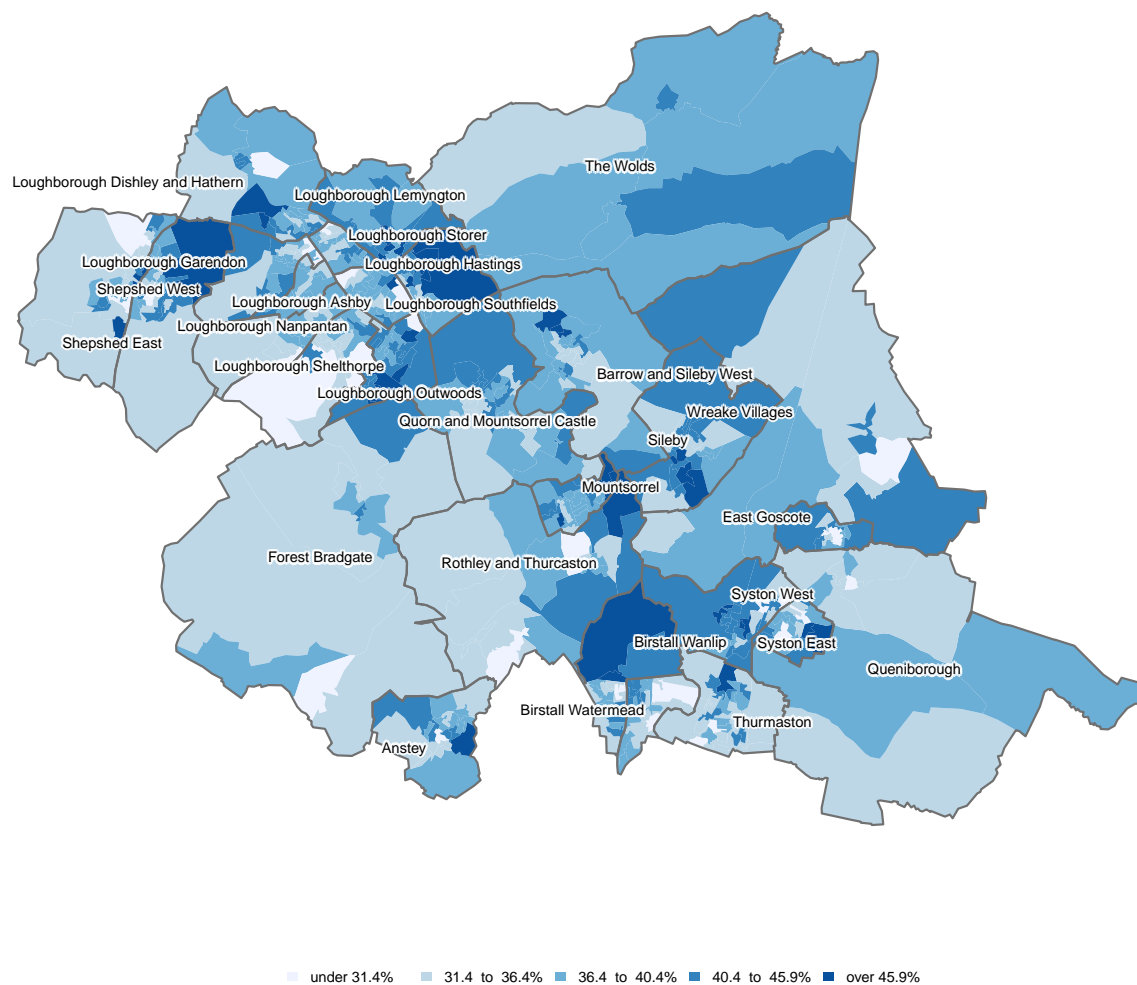 The Wolds
Loughborough Dishley and Hathern
Loughborough Lemyngton
Loughborough Storer
Loughborough Garendon
Loughborough Hastings
Shepshed West
Loughborough Ashby
Loughborough Southfields
Loughborough Nanpantan
Shepshed East
Loughborough Shelthorpe
Barrow and Sileby West
Loughborough Outwoods
Wreake Villages
Quorn and Mountsorrel Castle
Sileby
Mountsorrel
East Goscote
Forest Bradgate
Rothley and Thurcaston
Syston West
Birstall Wanlip
Syston East
Queniborough
Birstall Watermead
Thurmaston
Anstey
under 31.4% 31.4 to 36.4% 36.4 to 40.4% 40.4 to 45.9% over 45.9%